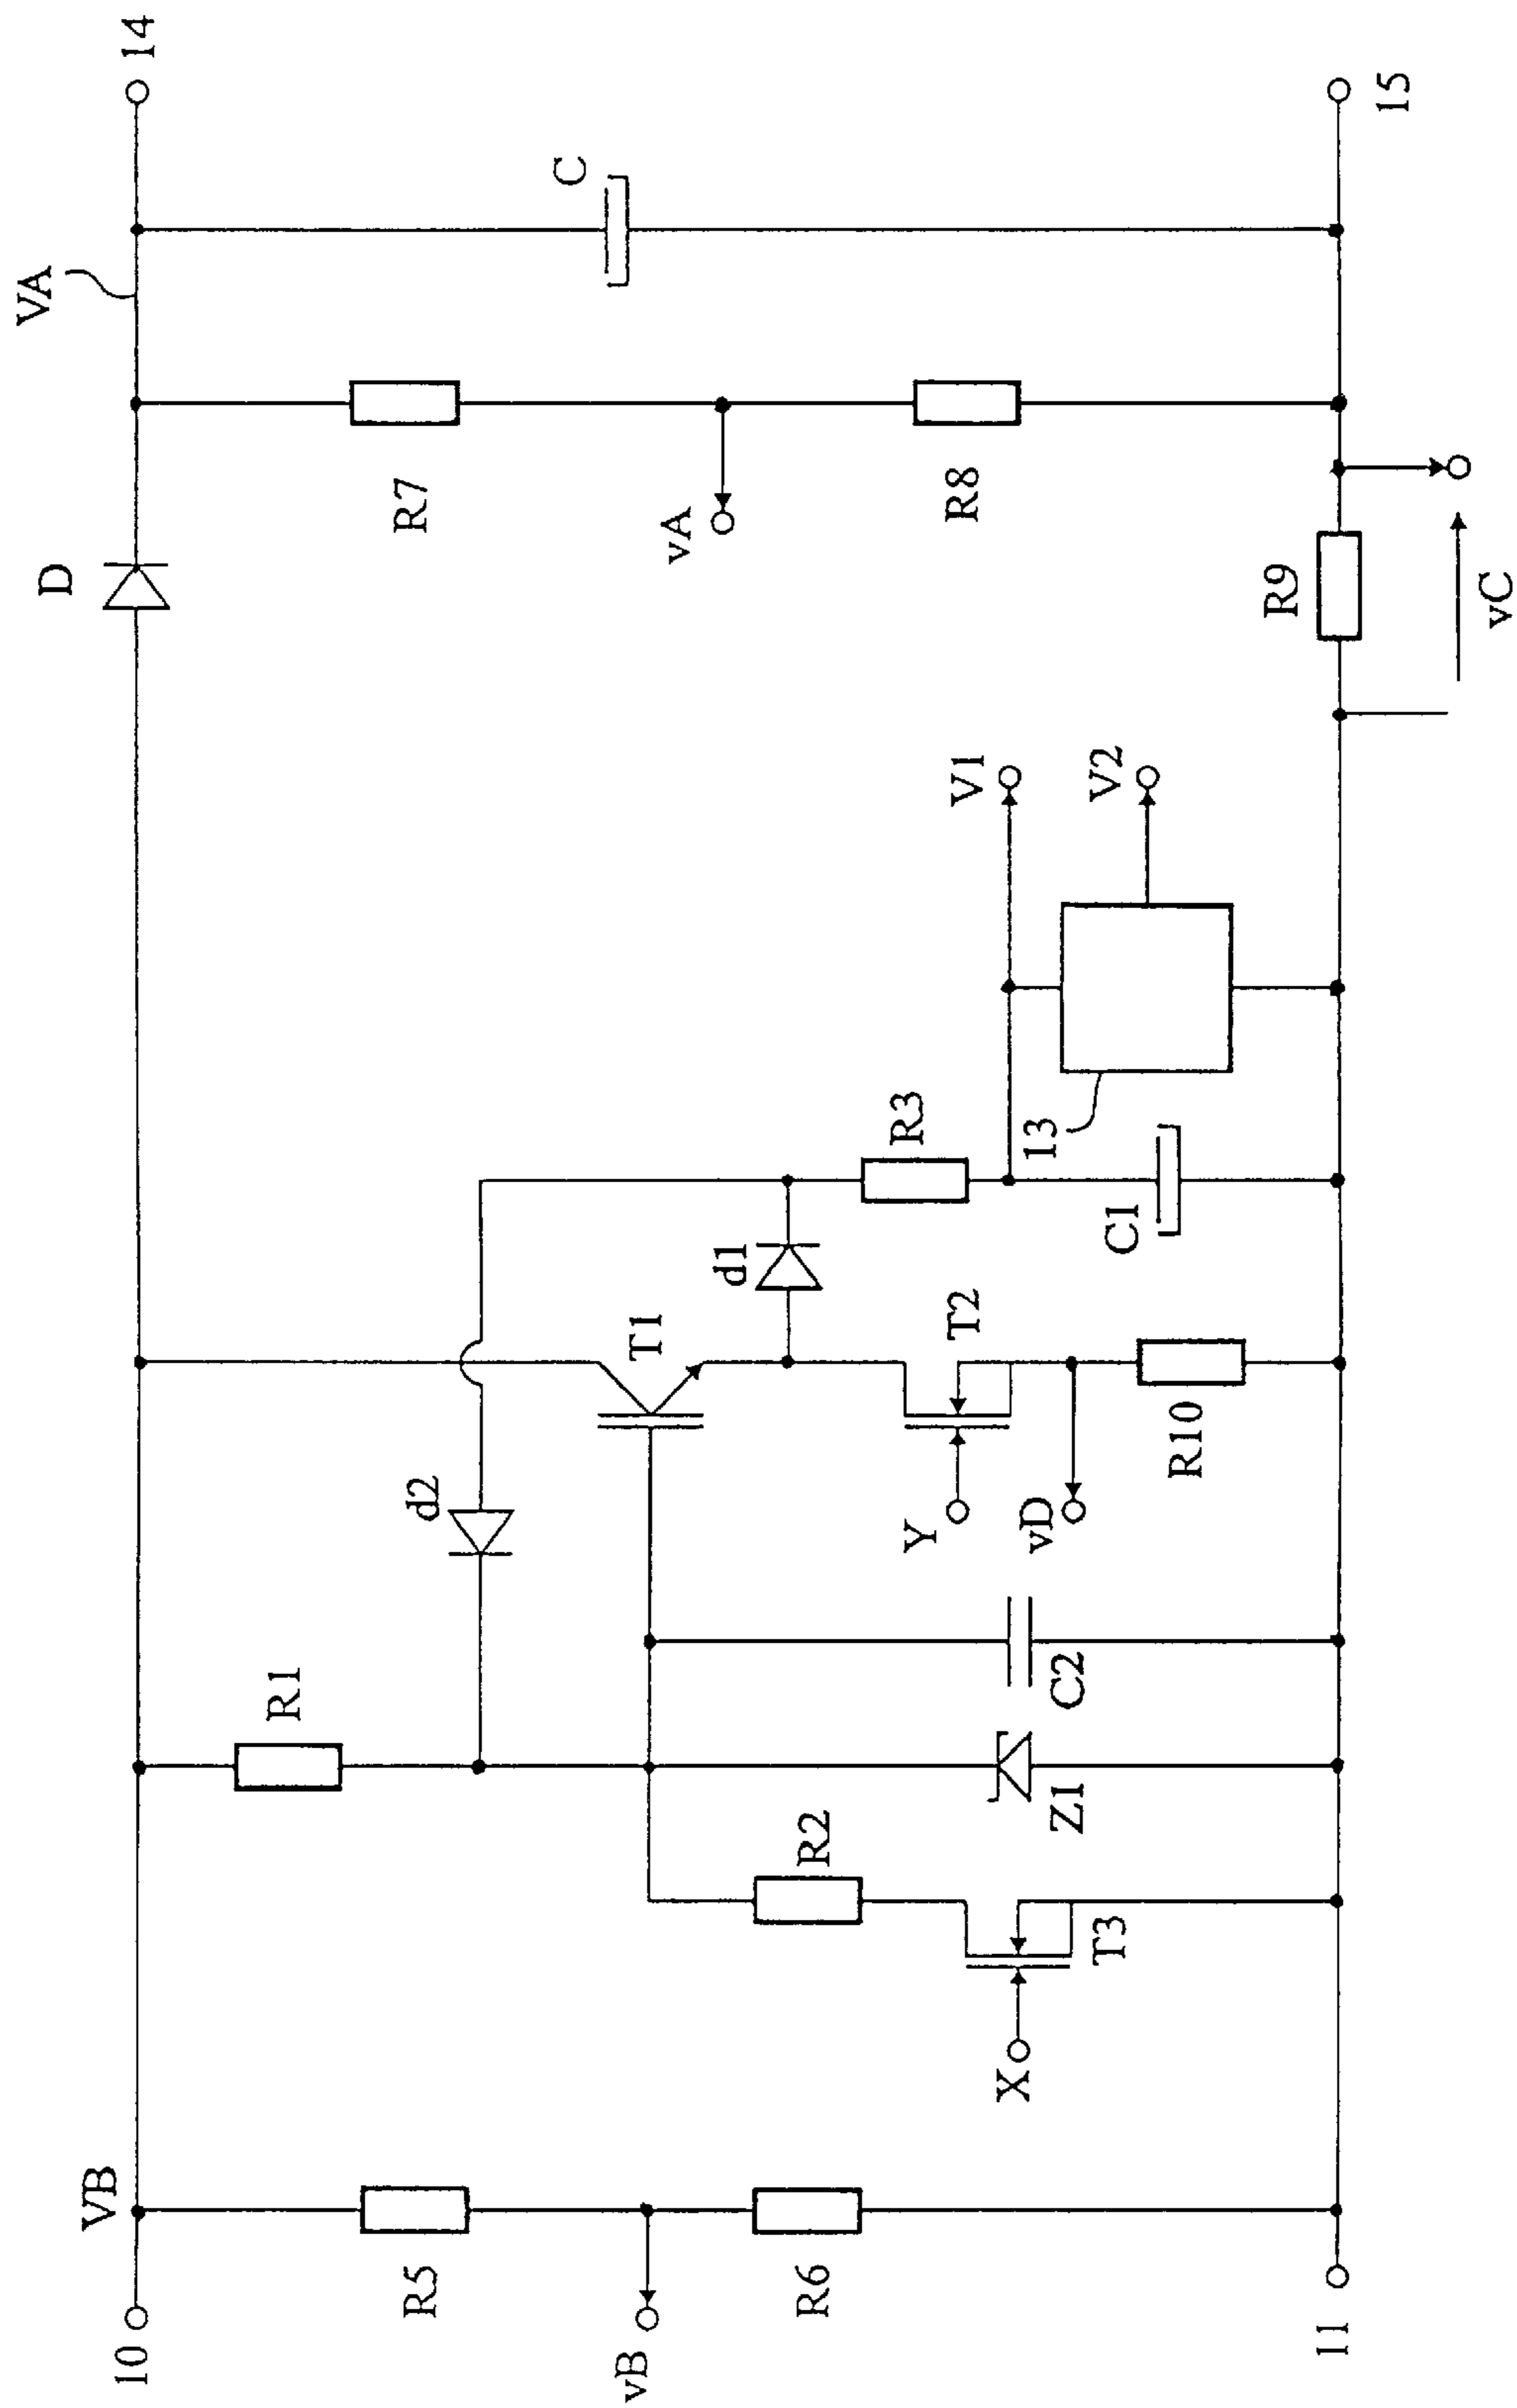 10
VB
R5
vB
R6
11
X
T3
R2
R1
Z1
C2
d2
Y
vD
T1
T2
R10
d1
R3
C1
13
V1
V2
D
R7
vA
R8
R9
vC
VA
C
14
15